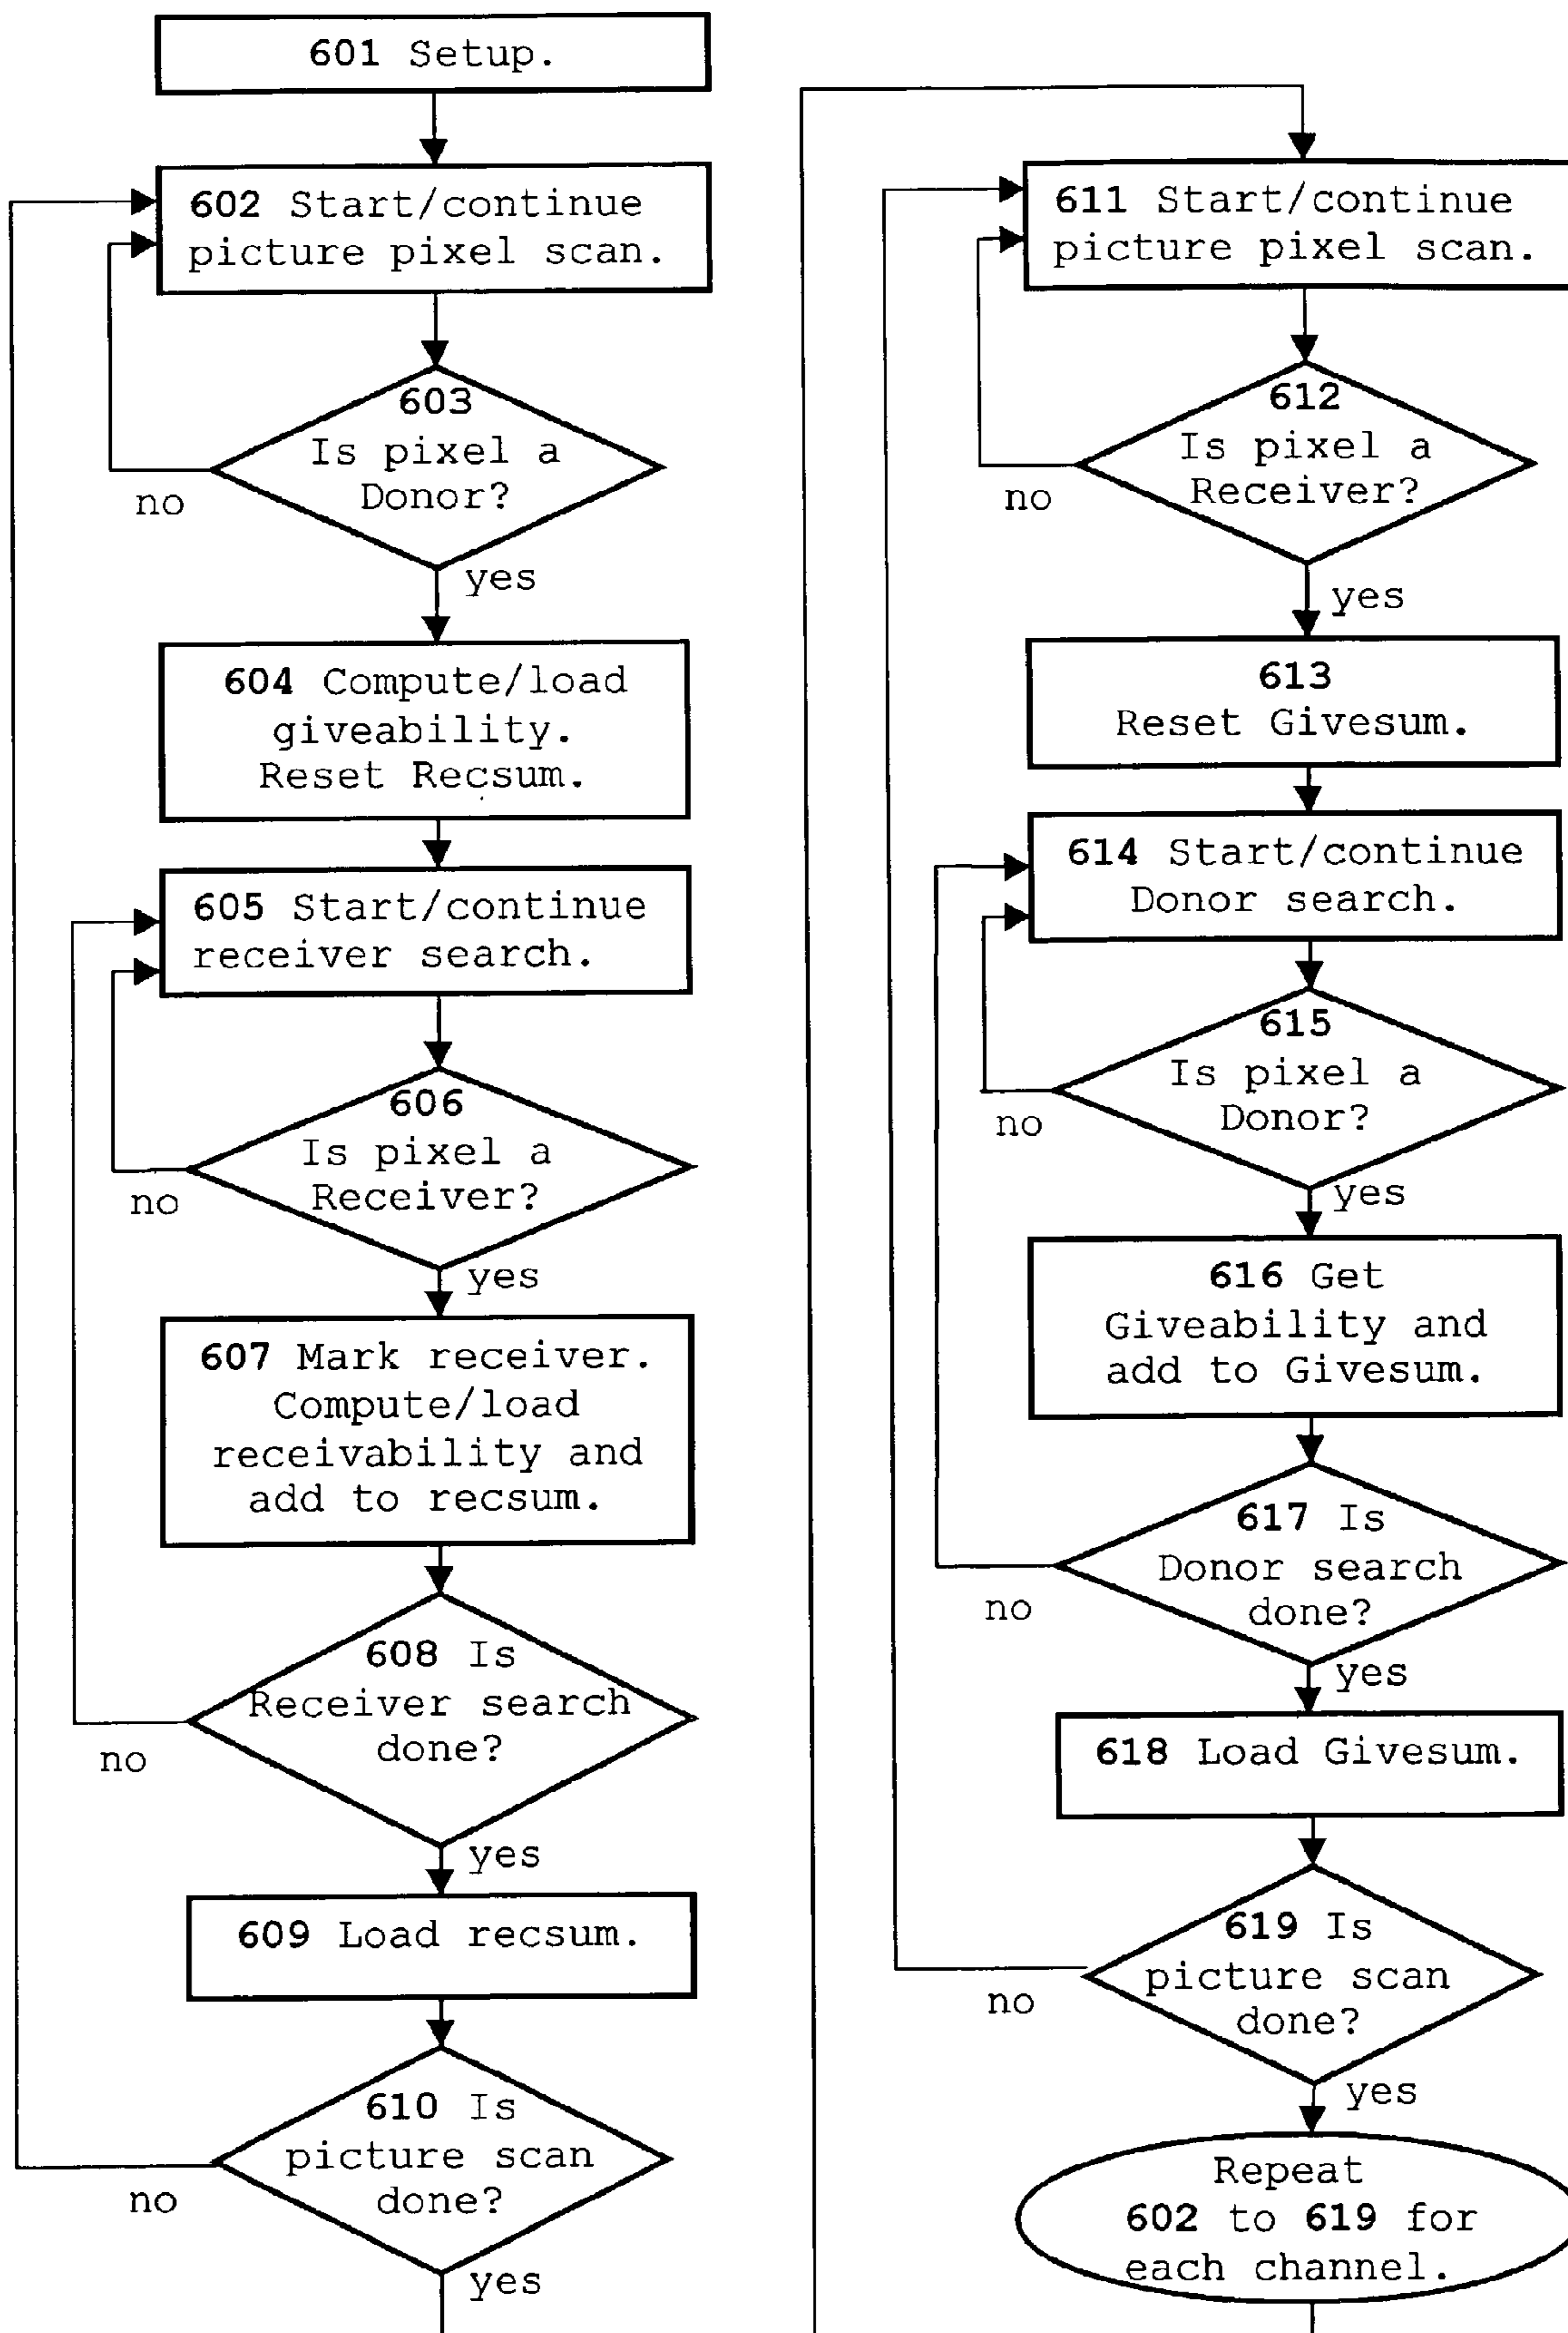 601 Setup.
602 Start/continue
picture pixel scan.
603
Is pixel a
Donor?
no
yes
604 Compute/load
giveability.
Reset Recsum.
605 Start/continue
receiver search.
606
Is pixel a
Receiver?
no
yes
607 Mark receiver.
Compute/load
receivability and
add to recsum.
608 Is
Receiver search
done?
no
yes
609 Load recsum.
610 Is
picture scan
done?
no
yes
611 Start/continue
picture pixel scan.
612
Is pixel a
Receiver?
no
yes
613
Reset Givesum.
614 Start/continue
Donor search.
615
Is pixel a
Donor?
no
yes
616 Get
Giveability and
add to Givesum.
617 Is
Donor search
done?
no
yes
618 Load Givesum.
619 Is
picture scan
done?
no
yes
Repeat
602 to 619 for
each channel.